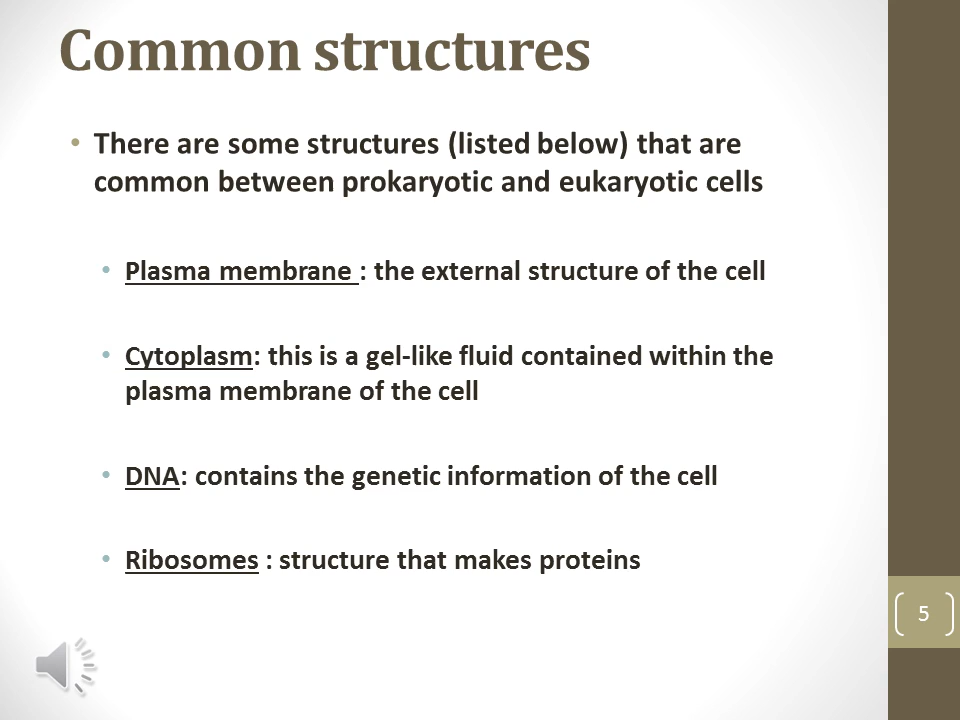 Common structures
• There are some structures (listed below) that are
common between prokaryotic and eukaryotic cells
• Plasma membrane : the external structure of the cell
• Cytoplasm: this is a gel-like fluid contained within the
plasma membrane of the cell
• DNA: contains the genetic information of the cell
• Ribosomes : structure that makes proteins
5